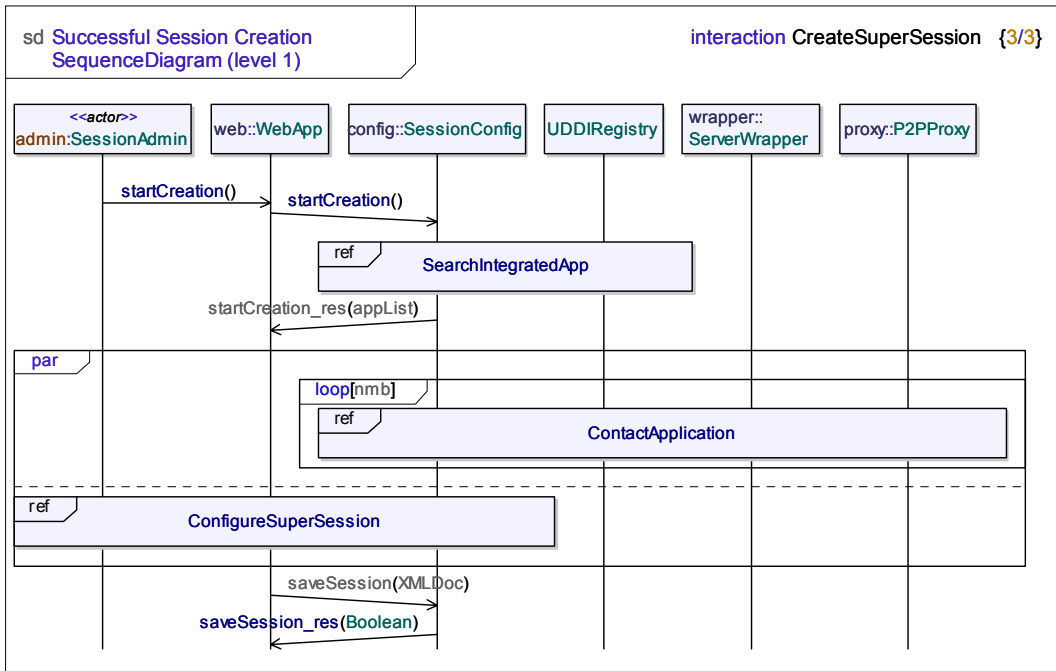 sd Successful Session Creation
SequenceDiagram (level 1)
interaction CreateSuperSession {3/3}
<<actor>>
admin:SessionAdmin
web::WebApp
config::SessionConfig
UDDIRegistry
wrapper::
ServerWrapper
proxy::P2PProxy
startCreation()
startCreation()
ref
SearchIntegratedApp
startCreation_res(appList)
par
loop[nmb]
ref
ContactApplication
ref
ConfigureSuperSession
saveSession(XMLDoc)
saveSession_res(Boolean)